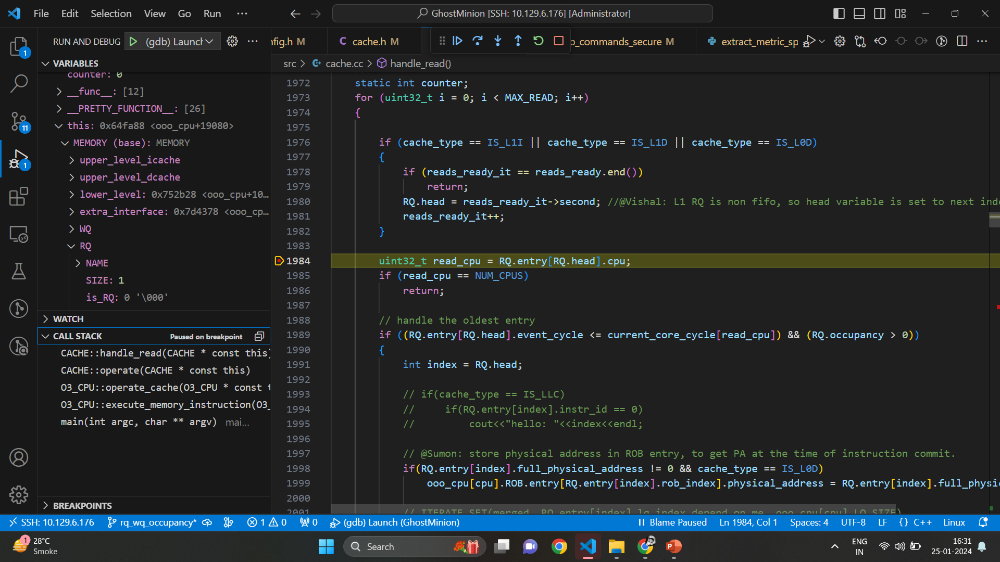 File Edit Selection View Go Run ···
GhostMinion [SSH: 10.129.6.176] [Administrator]
RUN AND DEBUG
(gdb) Launch
nfig.h M
cache.h M
p_commands_secure M
extract_metric_sp
src > cache.cc > handle_read()
VARIABLES
counter: 0
__func__: [12]
__PRETTY_FUNCTION__: [26]
this: 0x64fa88 <ooo_cpu+19080>
MEMORY (base): MEMORY
upper_level_icache
upper_level_dcache
lower_level: 0x752b28 <ooo_cpu+10…
extra_interface: 0x7d4378 <ooo_cp…
WQ
RQ
NAME
SIZE: 1
is_RQ: 0 '\000'
WATCH
CALL STACK
Paused on breakpoint
CACHE::handle_read(CACHE * const this)
CACHE::operate(CACHE * const this)
O3_CPU::operate_cache(O3_CPU * const t
O3_CPU::execute_memory_instruction(O3_
main(int argc, char ** argv) mai...
BREAKPOINTS
1
11
1
1972 static int counter;
1973 for (uint32_t i = 0; i < MAX_READ; i++)
1974 {
1975
1976 if (cache_type == IS_L1I || cache_type == IS_L1D || cache_type == IS_L0D)
1977 {
1978 if (reads_ready_it == reads_ready.end())
1979 return;
1980 RQ.head = reads_ready_it->second; //@Vishal: L1 RQ is non fifo, so head variable is set to next inde
1981 reads_ready_it++;
1982 }
1983
1984 uint32_t read_cpu = RQ.entry[RQ.head].cpu;
1985 if (read_cpu == NUM_CPUS)
1986 return;
1987
1988 // handle the oldest entry
1989 if ((RQ.entry[RQ.head].event_cycle <= current_core_cycle[read_cpu]) && (RQ.occupancy > 0))
1990 {
1991 int index = RQ.head;
1992
1993 // if(cache_type == IS_LLC)
1994 // if(RQ.entry[index].instr_id == 0)
1995 // cout<<"hello: "<<index<<endl;
1996
1997 // @Sumon: store physical address in ROB entry, to get PA at the time of instruction commit.
1998 if(RQ.entry[index].full_physical_address != 0 && cache_type == IS_L0D)
1999 ooo_cpu[cpu].ROB.entry[RQ.entry[index].rob_index].physical_address = RQ.entry[index].full_physi
2000
2001 // ITERATE_SET(merged, RQ.entry[index].lq_index_depend_on_me, ooo_cpu[cpu].LQ.SIZE)
SSH: 10.129.6.176 rq_wq_occupancy* 1 0 0 (gdb) Launch (GhostMinion) Blame Paused Ln 1984, Col 1 Spaces: 4 UTF-8 LF {} C++ Linux
1
28°C
Smoke
Search
ENG
IN
16:31
25-01-2024